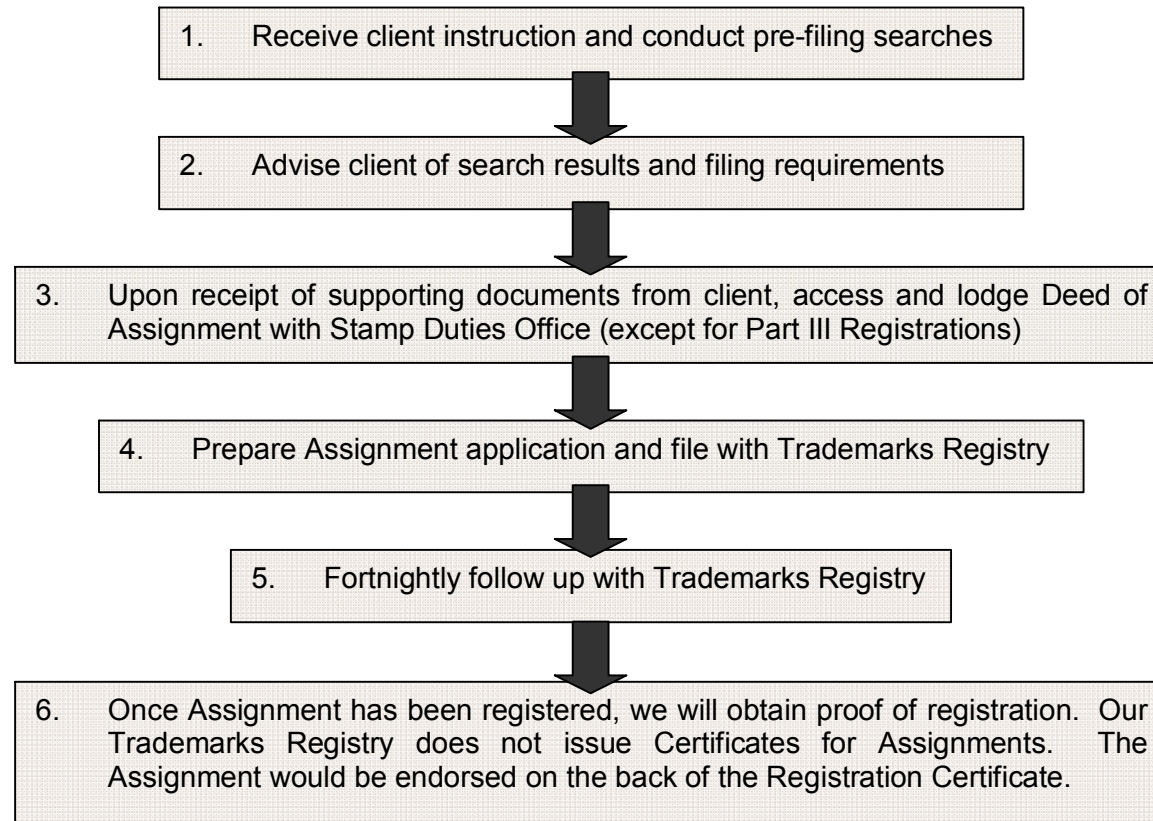 1. Receive client instruction and conduct pre-filing searches
2. Advise client of search results and filing requirements
3. Upon receipt of supporting documents from client, access and lodge Deed of
Assignment with Stamp Duties Office (except for Part III Registrations)
4. Prepare Assignment application and file with Trademarks Registry
5. Fortnightly follow up with Trademarks Registry
6. Once Assignment has been registered, we will obtain proof of registration. Our
Trademarks Registry does not issue Certificates for Assignments. The
Assignment would be endorsed on the back of the Registration Certificate.